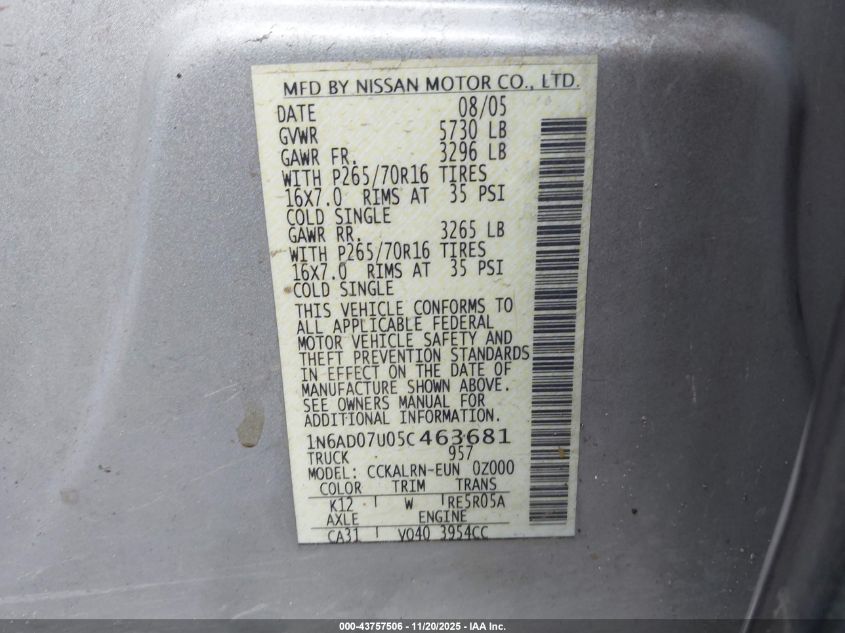 MFD BY NISSAN MOTOR CO., LTD.
DATE 08/05
GVWR 5730 LB
GAWR FR. 3296 LB
WITH P265/70R16 TIRES
16X7.0 RIMS AT 35 PSI
COLD SINGLE
GAWR RR. 3265 LB
WITH P265/70R16 TIRES
16X7.0 RIMS AT 35 PSI
COLD SINGLE
THIS VEHICLE CONFORMS TO
ALL APPLICABLE FEDERAL
MOTOR VEHICLE SAFETY AND
THEFT PREVENTION STANDARDS
IN EFFECT ON THE DATE OF
MANUFACTURE SHOWN ABOVE.
SEE OWNERS MANUAL FOR
ADDITIONAL INFORMATION.
1N6AD07U05C463681
TRUCK 957
MODEL: CCKALRN-EUN 0Z000
COLOR TRIM TRANS
K12 W RE5R05A
AXLE ENGINE
CA31 VQ40 3954CC
000-43757506 - 11/20/2025 - IAA Inc.